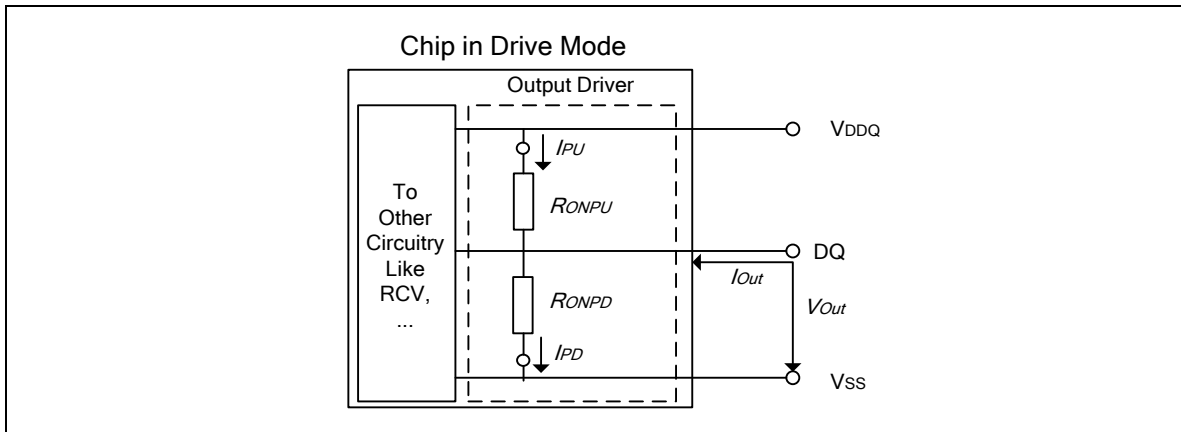 Chip in Drive Mode
Output Driver
VDDQ
IPU
To
Other
Circuitry
Like
RCV,
...
RONPU
DQ
IOut
RONPD
VOut
IPD
VSS